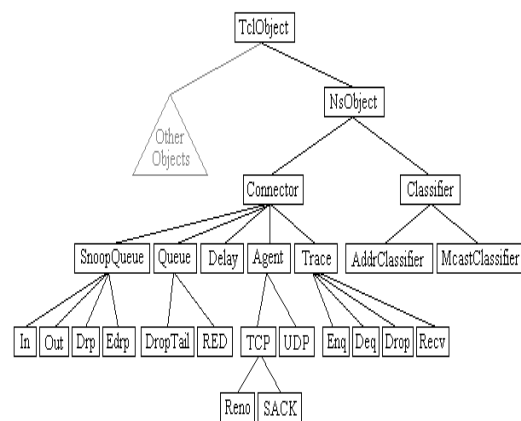 TclObject
NsObject
Other
Objects
Connector
Classifier
SnoopQueue
Queue
Delay
Agent
Trace
AddrClassifier
McastClassifier
In
Out
Drp
Edrp
DropTail
RED
TCP
UDP
Enq
Deq
Drop
Recv
Reno
SACK